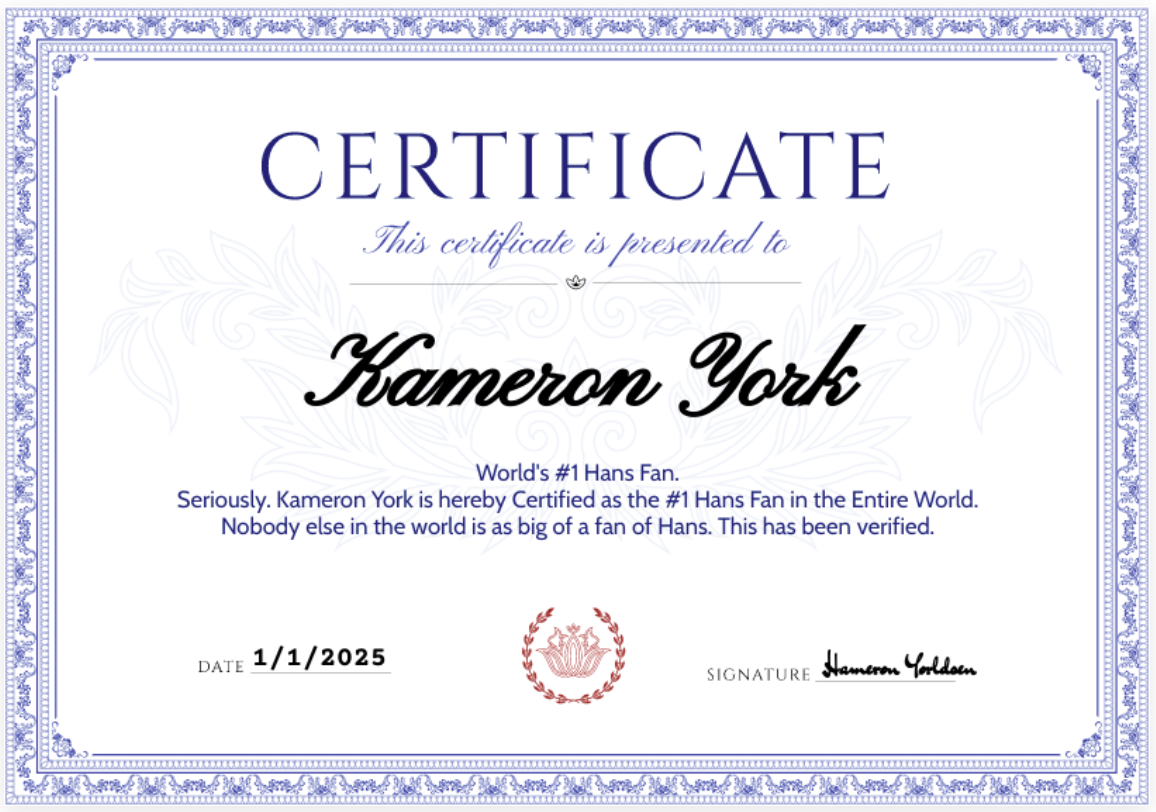 CERTIFICATE
This certificate is presented to
Kameron York
World's #1 Hans Fan.
Seriously. Kameron York is hereby Certified as the #1 Hans Fan in the Entire World.
Nobody else in the world is as big of a fan of Hans. This has been verified.
DATE 1/1/2025
SIGNATURE Hameron Yorldsen